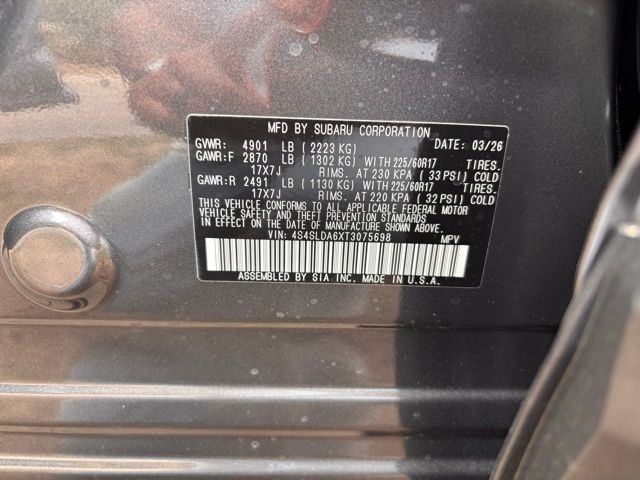 MFD BY SUBARU CORPORATION DATE: 03/26
GVWR: 4901 LB (2223 KG)
GAWR:F 2870 LB (1302 KG) WITH 225/60R17 TIRES.
17X7J RIMS. AT 230 KPA (33 PSI) COLD
GAWR:R 2491 LB (1130 KG) WITH 225/60R17 TIRES.
17X7J RIMS. AT 220 KPA (32 PSI) COLD
THIS VEHICLE CONFORMS TO ALL APPLICABLE FEDERAL MOTOR
VEHICLE SAFETY AND THEFT PREVENTION STANDARDS
IN EFFECT ON THE DATE OF MANUFACTURE SHOWN ABOVE.
VIN: 4S4SLDA6XT3075698 MPV
ASSEMBLED BY SIA INC. MADE IN U.S.A.